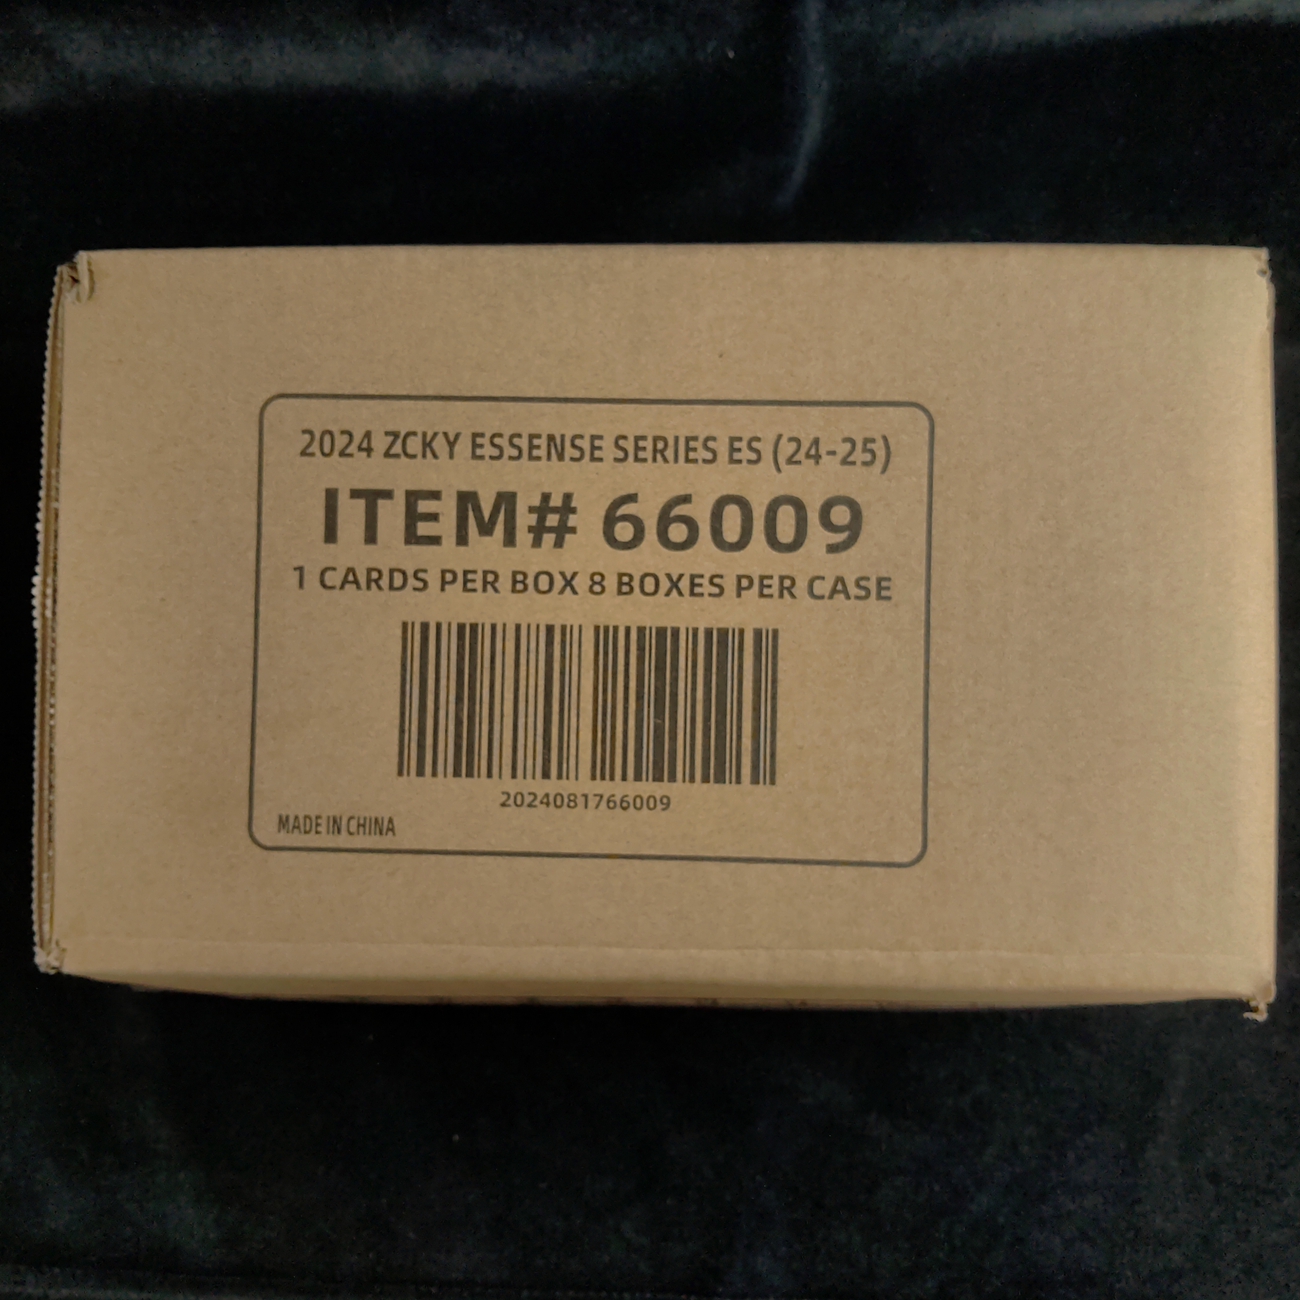 2024 ZCKY ESSENSE SERIES ES (24-25)
ITEM# 66009
1 CARDS PER BOX 8 BOXES PER CASE
2024081766009
MADE IN CHINA